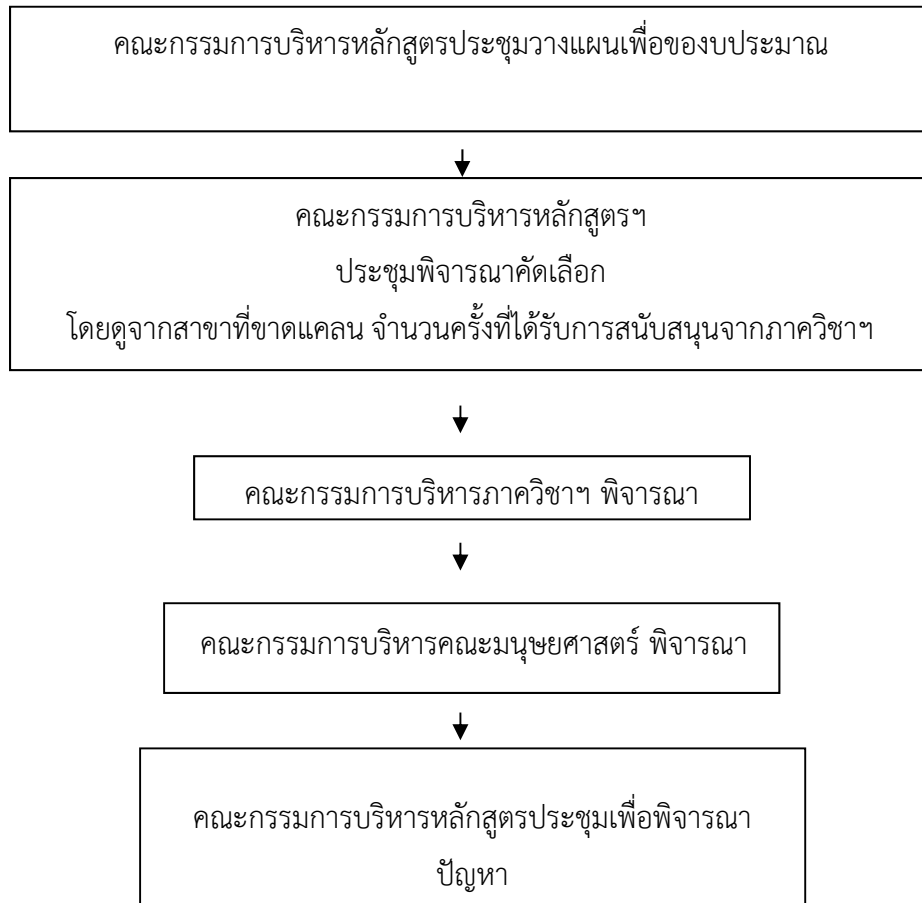 คณะกรรมการบริหารหลักสูตรประชุมวางแผนเพื่อของบประมาณ
คณะกรรมการบริหารหลักสูตรฯ
ประชุมพิจารณาคัดเลือก
โดยดูจากสาขาที่ขาดแคลน จำนวนครั้งที่ได้รับการสนับสนุนจากภาควิชาฯ
คณะกรรมการบริหารภาควิชาฯ พิจารณา
คณะกรรมการบริหารคณะมนุษยศาสตร์ พิจารณา
คณะกรรมการบริหารหลักสูตรประชุมเพื่อพิจารณา
ปัญหา